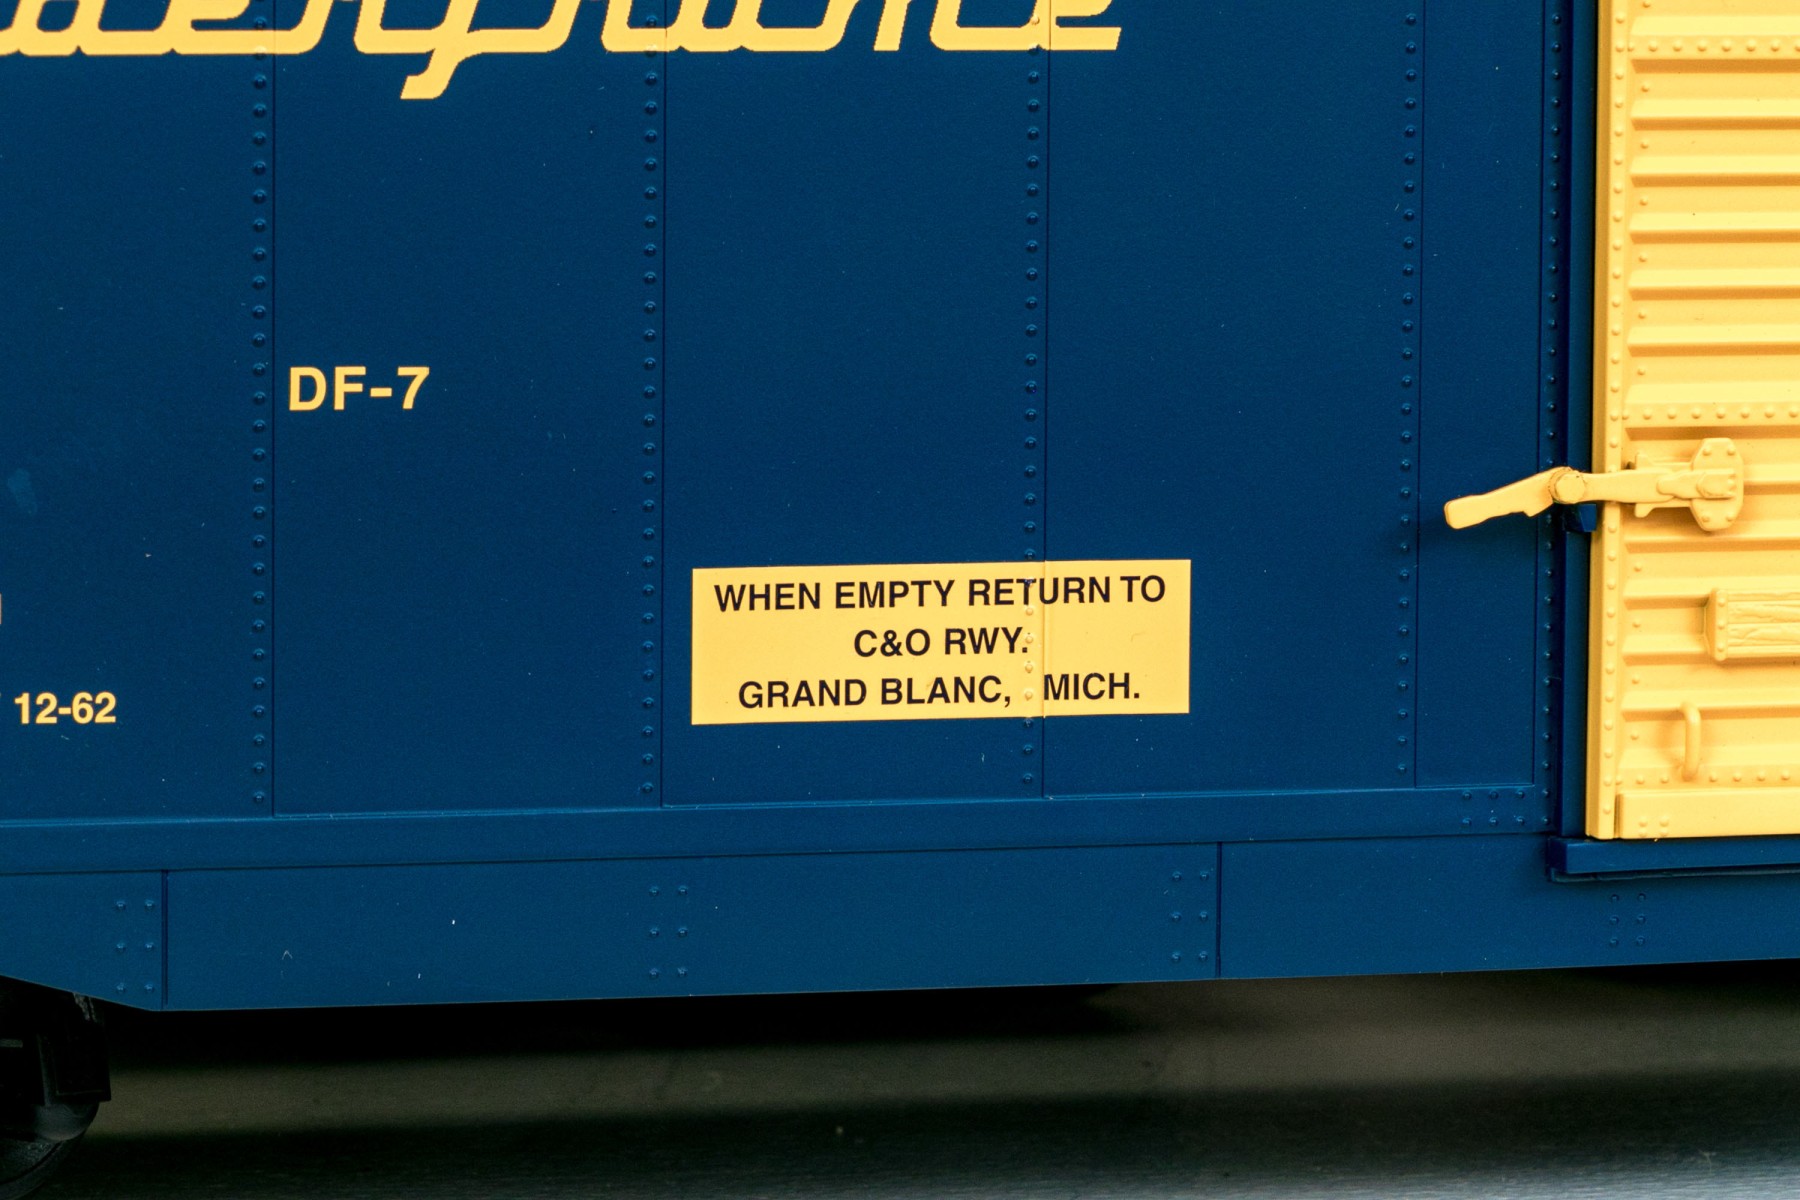 DF-7
12-62
WHEN EMPTY RETURN TO
C&O RWY.
GRAND BLANC, MICH.